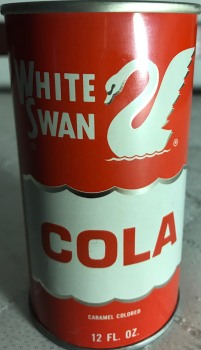 WHITE
SWAN
®
COLA
CARAMEL COLORED
12 FL. OZ.